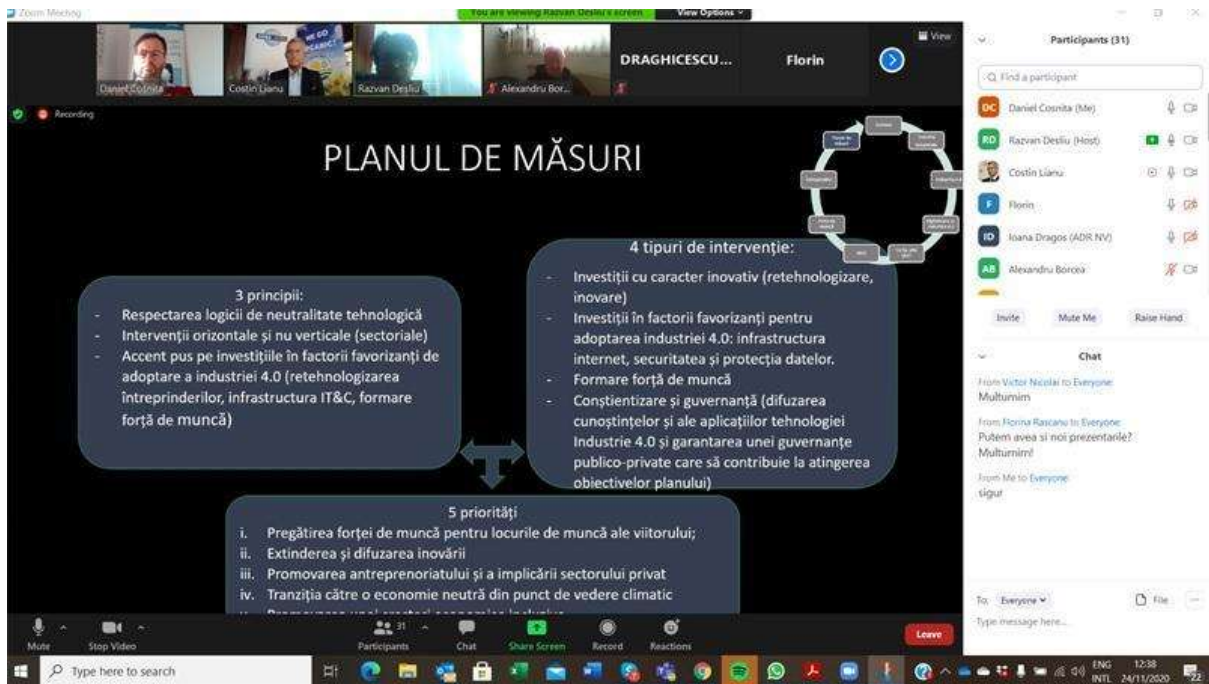 Zoom Meeting
You are viewing Razvan Desliu's screen
View Options
View
Daniel Cosnita
Costin Lianu
Razvan Desliu
Alexandru Bor...
DRAGHICESCU...
Florin
Recording
PLANUL DE MĂSURI
3 principii:
- Respectarea logicii de neutralitate tehnologică
- Intervenții orizontale și nu verticale (sectoriale)
- Accent pus pe investițiile în factorii favorizanți de
adoptare a industriei 4.0 (retehnologizarea
întreprinderilor, infrastructura IT&C, formare
forță de muncă)
4 tipuri de intervenție:
- Investiții cu caracter inovativ (retehnologizare,
inovare)
- Investiții în factorii favorizanți pentru
adoptarea industriei 4.0: infrastructura
internet, securitatea și protecția datelor.
- Formare forță de muncă
- Conștientizare și guvernanță (difuzarea
cunoștințelor și ale aplicațiilor tehnologiei
Industrie 4.0 și garantarea unei guvernanțe
publico-private care să contribuie la atingerea
obiectivelor planului)
5 priorități
i. Pregătirea forței de muncă pentru locurile de muncă ale viitorului;
ii. Extinderea și difuzarea inovării
iii. Promovarea antreprenoriatului și a implicării sectorului privat
iv. Tranziția către o economie neutră din punct de vedere climatic
Participants (31)
Find a participant
DC Daniel Cosnita (Me)
RD Razvan Desliu (Host)
Costin Lianu
F Florin
ID Ioana Dragos (ADR NV)
AB Alexandru Borcea
Invite Mute Me Raise Hand
Chat
From Victor Nicolai to Everyone:
Multumim
From Florina Rascanu to Everyone:
Putem avea si noi prezentarile?
Multumim!
From Me to Everyone:
sigur
To: Everyone File
Type message here...
Mute Stop Video Participants 31 Chat Share Screen Record Reactions Leave
Type here to search
ENG 12:38
INTL 24/11/2020 22